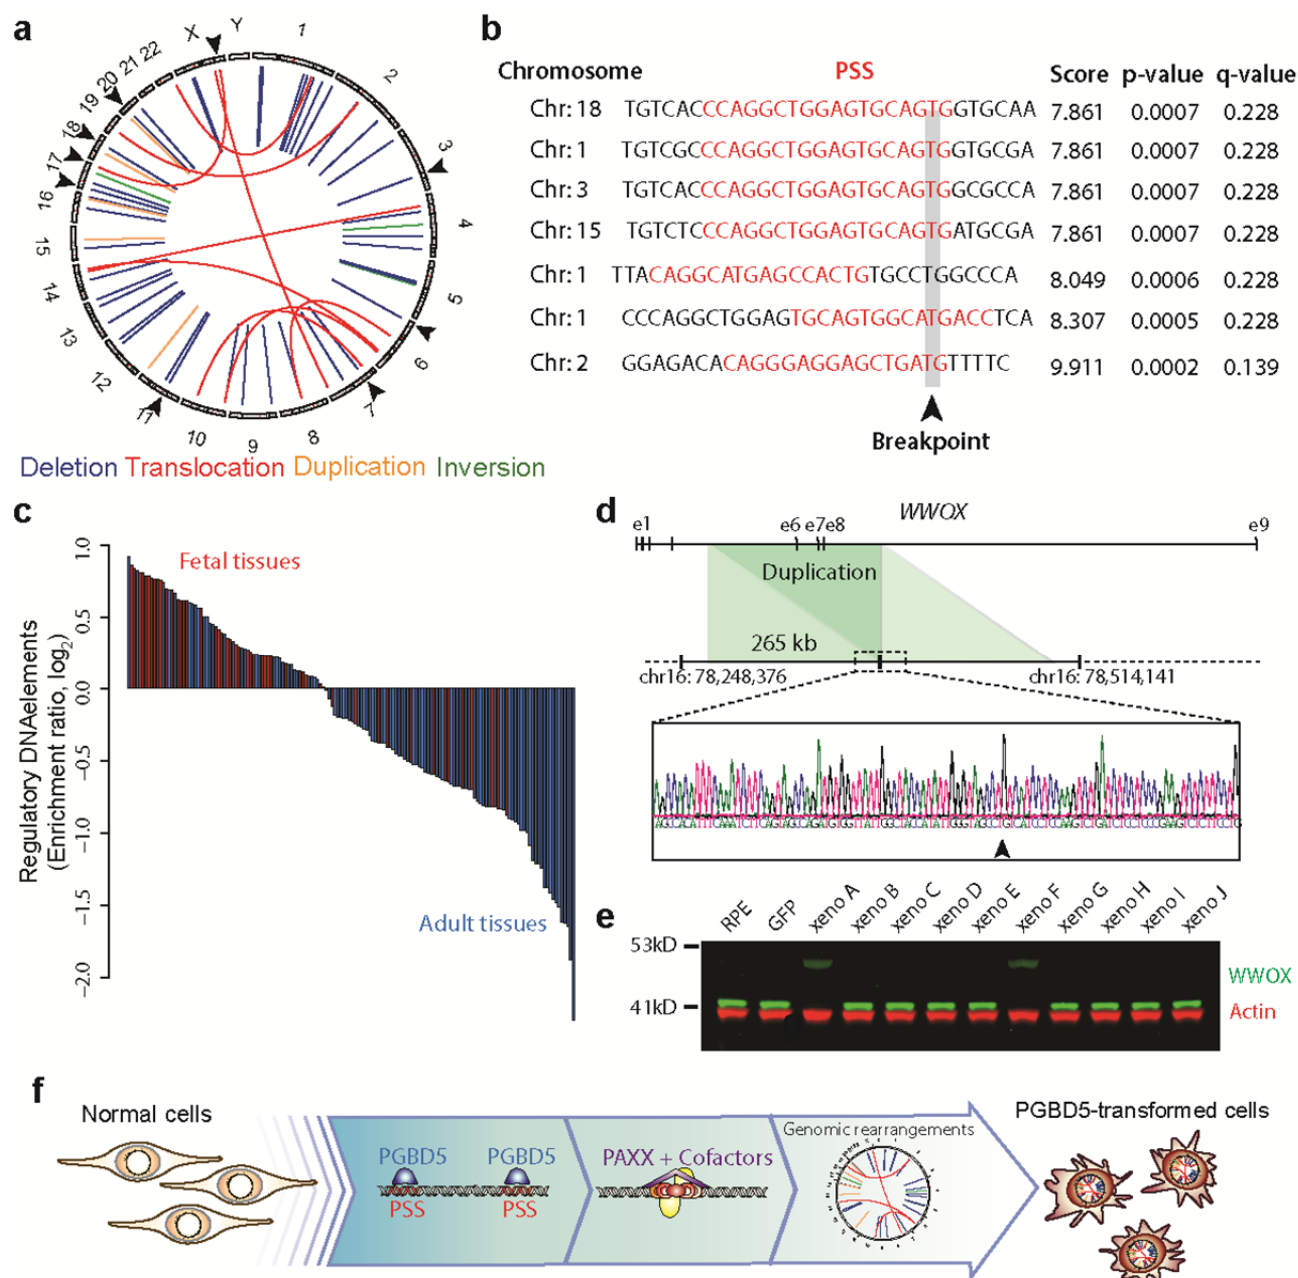 a
X Y 1 2 3 4 5 6 7 8 9 10 11 12 13 14 15 16 17 18 19 20 21 22
Deletion Translocation Duplication Inversion
b
Chromosome PSS Score p-value q-value
Chr: 18 TGTCACCCAGGCTGGAGTGCAGTGGTGCAA 7.861 0.0007 0.228
Chr: 1 TGTCGCCCAGGCTGGAGTGCAGTGGTGCGA 7.861 0.0007 0.228
Chr: 3 TGTCACCCAGGCTGGAGTGCAGTGGCGCCA 7.861 0.0007 0.228
Chr: 15 TGTCTCCCAGGCTGGAGTGCAGTGATGCGA 7.861 0.0007 0.228
Chr: 1 TTACAGGCATGAGCCACTGTGCCTGGCCCA 8.049 0.0006 0.228
Chr: 1 CCCAGGCTGGAGTGCAGTGGCATGACCTCA 8.307 0.0005 0.228
Chr: 2 GGAGACACAGGGAGGAGCTGATGTTTTC 9.911 0.0002 0.139
Breakpoint
c
Regulatory DNAelements
(Enrichment ratio, log2)
1.0
0.5
0.0
−0.5
−1.0
−1.5
−2.0
Fetal tissues
Adult tissues
d
WWOX
e1 e6 e7e8 e9
Duplication
265 kb
chr16: 78,248,376 chr16: 78,514,141
e
RPE GFP xeno A xeno B xeno C xeno D xeno E xeno F xeno G xeno H xeno I xeno J
53kD
41kD
WWOX
Actin
f
Normal cells
PGBD5 PGBD5
PSS PSS
PAXX + Cofactors
Genomic rearrangements
PGBD5-transformed cells